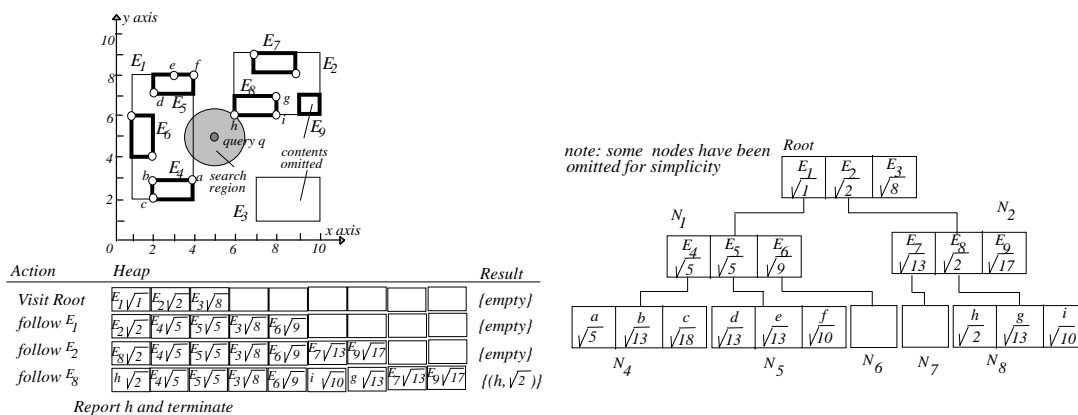 y axis
10
8
6
4
2
0 2 4 6 8 10
x axis
E1
e f
d
E5
E6
E4
b a
c
E7
E2
E8
g
h i
E9
query q
search region
contents omitted
E3
Action Heap Result
Visit Root E1√1 E2√2 E3√8 {empty}
follow E1 E2√2 E4√5 E5√5 E3√8 E6√9 {empty}
follow E2 E8√2 E4√5 E5√5 E3√8 E6√9 E7√13 E9√17 {empty}
follow E8 h√2 E4√5 E5√5 E3√8 E6√9 i√10 g√13 E7√13 E9√17 {(h,√2)}
Report h and terminate
note: some nodes have been
omitted for simplicity
Root
E1 E2 E3
√1 √2 √8
N1 N2
E4 E5 E6
√5 √5 √9
E7 E8 E9
√13 √2 √17
a b c
√5 √13 √18
d e f
√13 √13 √10
h g i
√2 √13 √10
N4 N5 N6 N7 N8